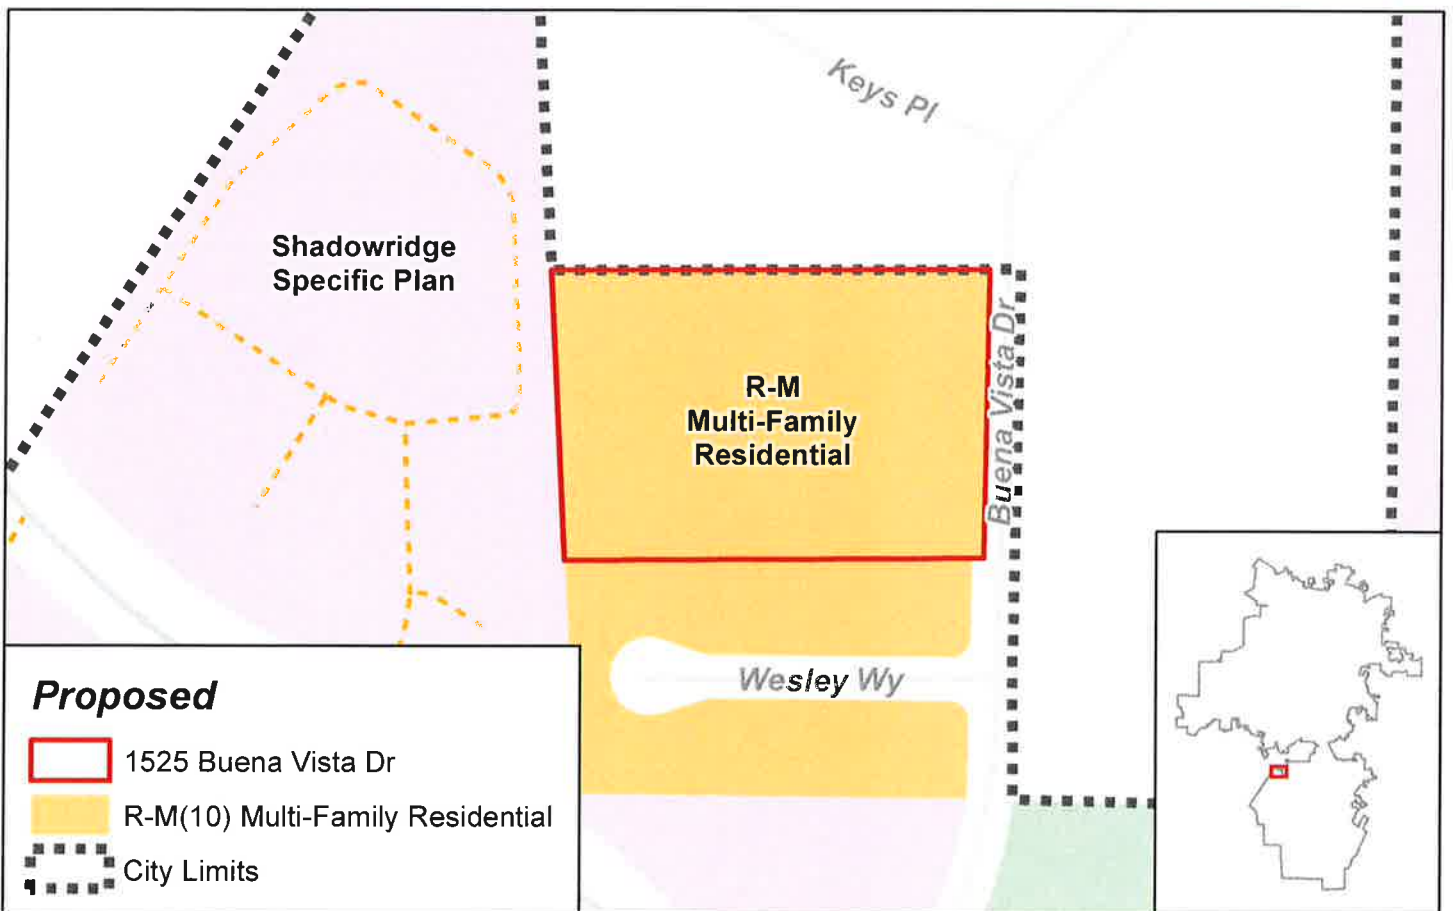 Keys Pl
Shadowridge
Specific Plan
R-M
Multi-Family
Residential
Buena Vista Dr
Wesley Wy
Proposed
1525 Buena Vista Dr
R-M(10) Multi-Family Residential
City Limits